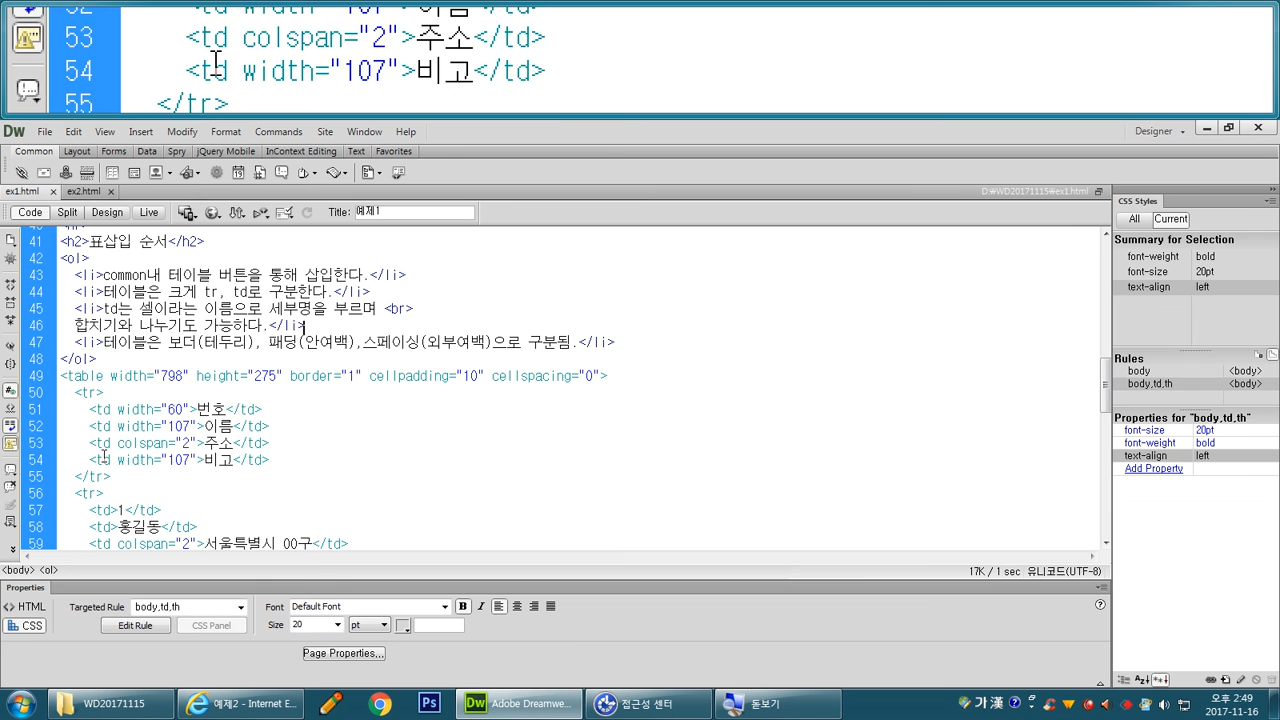 53 <td colspan="2">주소</td>
54 <td width="107">비고</td>
55 </tr>
Dw File Edit View Insert Modify Format Commands Site Window Help Designer
Common Layout Forms Data Spry jQuery Mobile InContext Editing Text Favorites
ex1.html × ex2.html × D:\WD20171115\ex1.html
Code Split Design Live Title: 예제1
41 <h2>표삽입 순서</h2>
42 <ol>
43 <li>common내 테이블 버튼을 통해 삽입한다.</li>
44 <li>테이블은 크게 tr, td로 구분한다.</li>
45 <li>td는 셀이라는 이름으로 세부명을 부르며 <br>
46 합치기와 나누기도 가능하다.</li>
47 <li>테이블은 보더(테두리), 패딩(안여백),스페이싱(외부여백)으로 구분됨.</li>
48 </ol>
49 <table width="798" height="275" border="1" cellpadding="10" cellspacing="0">
50 <tr>
51 <td width="60">번호</td>
52 <td width="107">이름</td>
53 <td colspan="2">주소</td>
54 <td width="107">비고</td>
55 </tr>
56 <tr>
57 <td>1</td>
58 <td>홍길동</td>
59 <td colspan="2">서울특별시 00구</td>
<body> <ol> 17K / 1 sec 유니코드(UTF-8)
CSS Styles
All Current
Summary for Selection
font-weight bold
font-size 20pt
text-align left
Rules
body <body>
body,td,th <body>
Properties for "body,td,th"
font-size 20pt
font-weight bold
text-align left
Add Property
Properties
<> HTML Targeted Rule body,td,th Font Default Font B I
CSS Edit Rule CSS Panel Size 20 pt
Page Properties...
WD20171115 예제2 - Internet E... Ps Dw Adobe Dreamwe... 접근성 센터 돋보기 가 漢 오후 2:49
2017-11-16